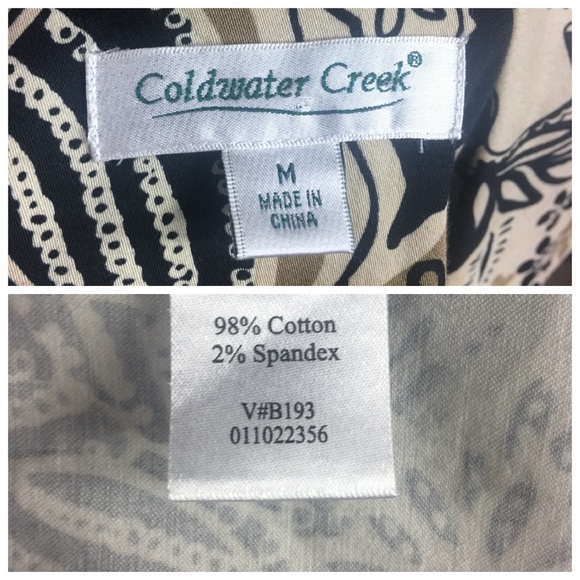 Coldwater Creek®
M
MADE IN
CHINA
98% Cotton
2% Spandex
V#B193
011022356